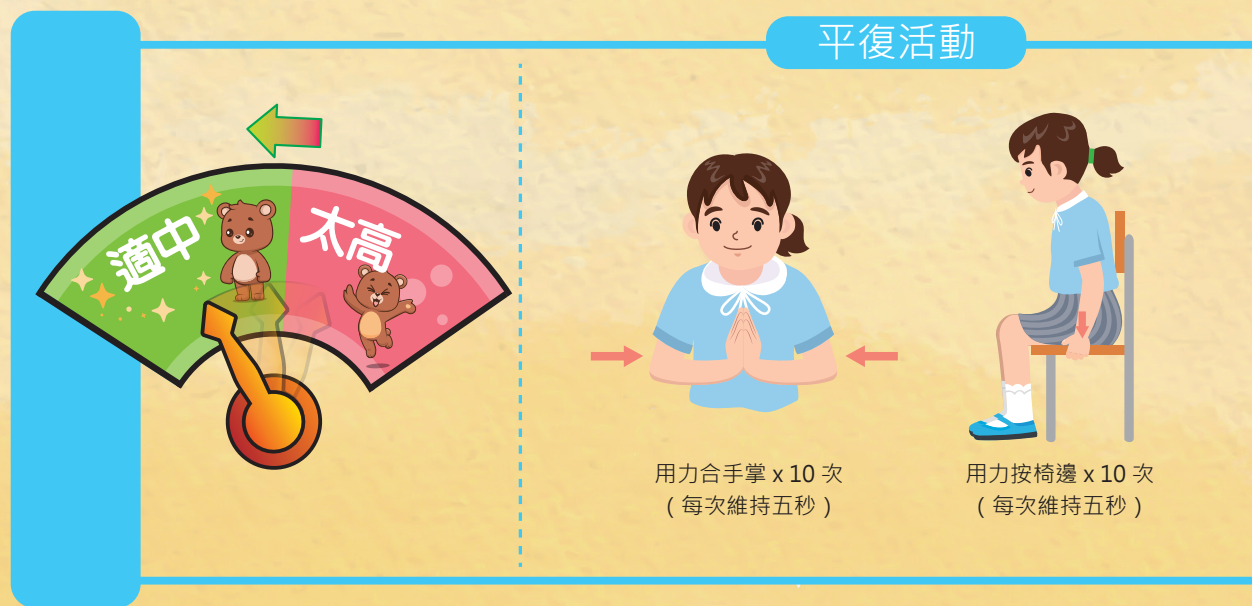 平復活動
適中
太高
用力合手掌 x 10 次
( 每次維持五秒 )
用力按椅邊 x 10 次
( 每次維持五秒 )